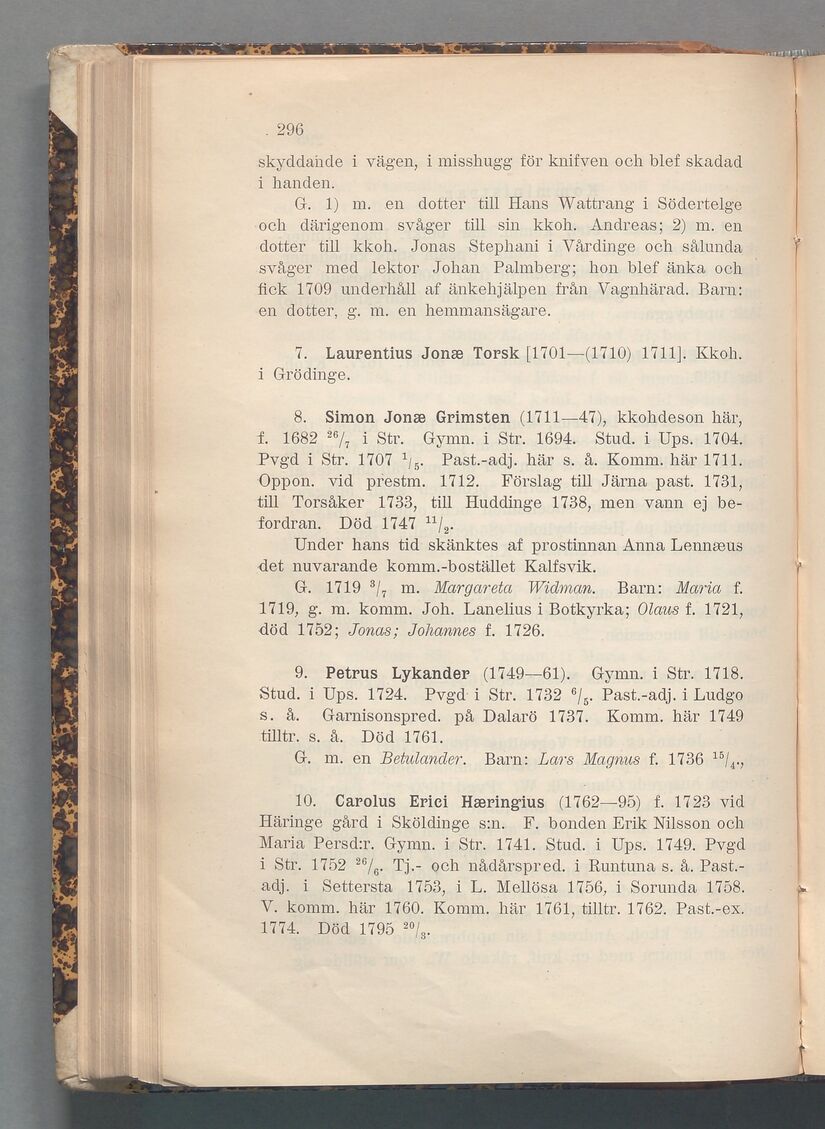 296
skyddande i vägen, i misshugg för knifven och blef skadad
i handen.
G. 1) m. en dotter till Hans Wattrang i Södertelge
och därigenom svåger till sin kkoh. Andreas; 2) m. en
dotter till kkoh. Jonas Stephani i Vårdinge och sålunda
svåger med lektor Johan Palmberg; hon blef änka och
fick 1709 underhåll af änkehjälpen från Vagnhärad. Barn:
en dotter, g. m. en hemmansägare.
7. Laurentius Jonæ Torsk [1701—(1710) 1711]. Kkoh.
i Grödinge.
8. Simon Jonæ Grimsten (1711—47), kkohdeson här,
f. 1682 26/7 i Str. Gymn. i Str. 1694. Stud. i Ups. 1704.
Pvgd i Str. 1707 1/5. Past.-adj. här s. å. Komm. här 1711.
Oppon. vid prestm. 1712. Förslag till Järna past. 1731,
till Torsåker 1733, till Huddinge 1738, men vann ej be-
fordran. Död 1747 11/2.
Under hans tid skänktes af prostinnan Anna Lennæus
det nuvarande komm.-bostället Kalfsvik.
G. 1719 3/7 m. Margareta Widman. Barn: Maria f.
1719, g. m. komm. Joh. Lanelius i Botkyrka; Olaus f. 1721,
död 1752; Jonas; Johannes f. 1726.
9. Petrus Lykander (1749—61). Gymn. i Str. 1718.
Stud. i Ups. 1724. Pvgd i Str. 1732 6/5. Past.-adj. i Ludgo
s. å. Garnisonspred. på Dalarö 1737. Komm. här 1749
tilltr. s. å. Död 1761.
G. m. en Betulander. Barn: Lars Magnus f. 1736 15/4.,
10. Carolus Erici Hæringius (1762—95) f. 1723 vid
Häringe gård i Sköldinge s:n. F. bonden Erik Nilsson och
Maria Persd:r. Gymn. i Str. 1741. Stud. i Ups. 1749. Pvgd
i Str. 1752 26/6. Tj.- och nådårspred. i Runtuna s. å. Past.-
adj. i Settersta 1753, i L. Mellösa 1756, i Sorunda 1758.
V. komm. här 1760. Komm. här 1761, tilltr. 1762. Past.-ex.
1774. Död 1795 20/3.